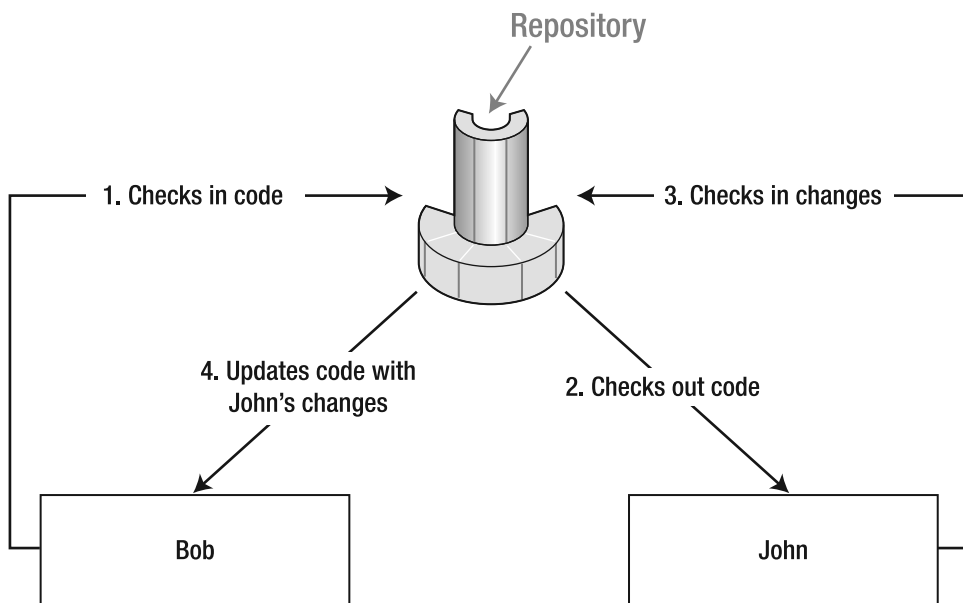 Repository
1. Checks in code
3. Checks in changes
4. Updates code with
John’s changes
2. Checks out code
Bob
John